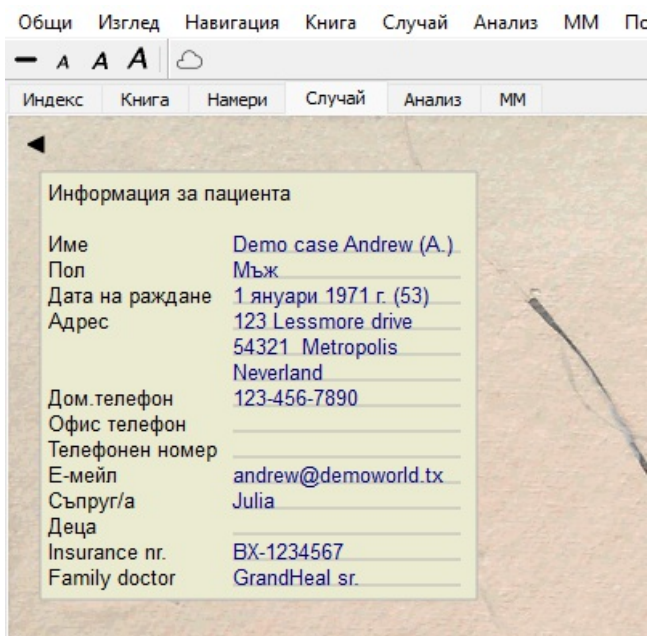 Общи Изглед Навигация Книга Случай Анализ ММ
А А А
Индекс Книга Намери Случай Анализ ММ
Информация за пациента
Име Demo case Andrew (A.)
Пол Мъж
Дата на раждане 1 януари 1971 г. (53)
Адрес 123 Lessmore drive
54321 Metropolis
Neverland
Дом.телефон 123-456-7890
Офис телефон
Телефонен номер
Е-мейл andrew@demoworld.tx
Съпруг/а Julia
Деца
Insurance nr. BX-1234567
Family doctor GrandHeal sr.